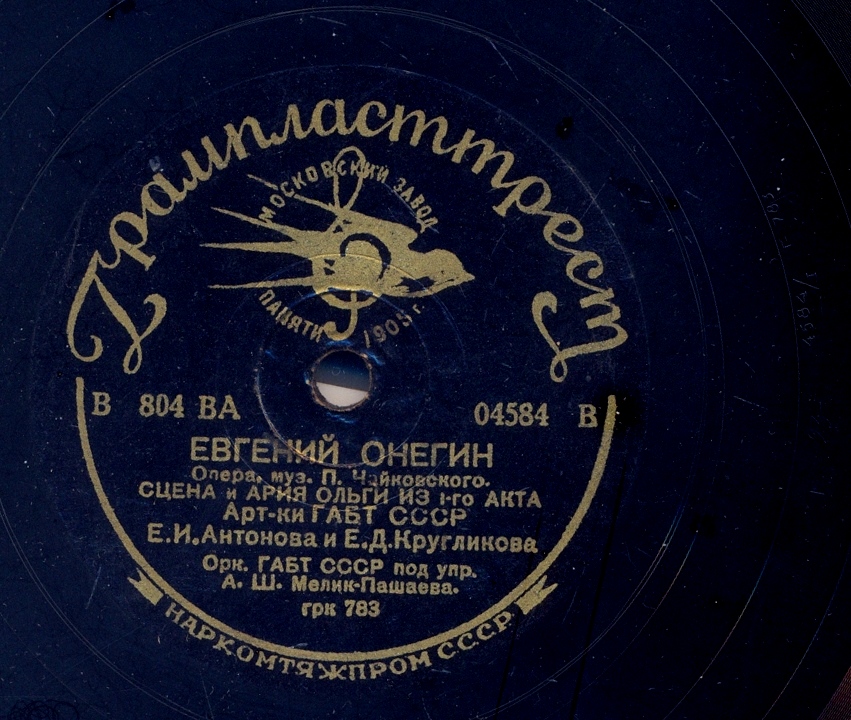 Грампласттрест
МОСКОВСКИЙ ЗАВОД
ПАМЯТИ 1905 г.
В 804 ВА 04584 В
ЕВГЕНИЙ ОНЕГИН
Опера, муз. П. Чайковского.
СЦЕНА и АРИЯ ОЛЬГИ ИЗ 1-го АКТА
Арт-ки ГАБТ СССР
Е.И.Антонова и Е.Д.Кругликова
Орк. ГАБТ СССР под упр.
А. Ш. Мелик-Пашаева.
грк 783
НАРКОМТЯЖПРОМ СССР